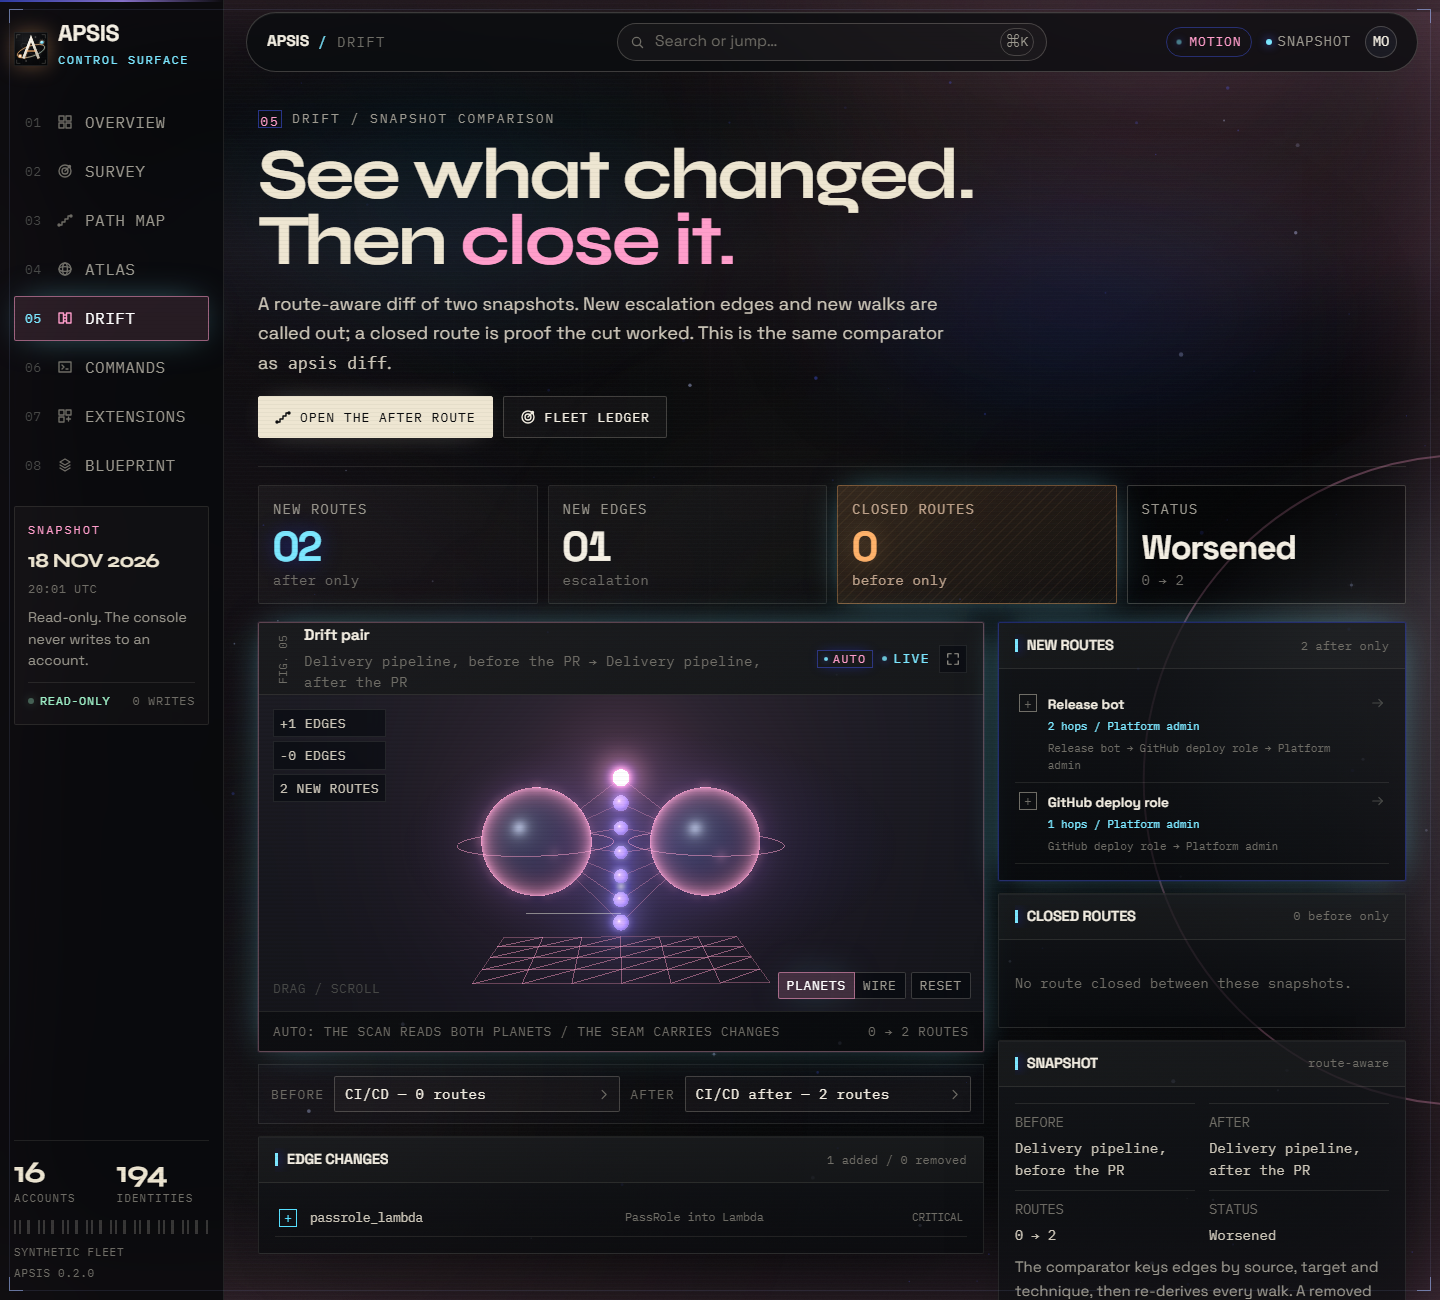 APSIS
CONTROL SURFACE
01 OVERVIEW
02 SURVEY
03 PATH MAP
04 ATLAS
05 DRIFT
06 COMMANDS
07 EXTENSIONS
08 BLUEPRINT
SNAPSHOT
18 NOV 2026
20:01 UTC
Read-only. The console
never writes to an
account.
READ-ONLY 0 WRITES
16 194
ACCOUNTS IDENTITIES
SYNTHETIC FLEET
APSIS 0.2.0
APSIS / DRIFT
Search or jump…
⌘K
MOTION
SNAPSHOT
MO
05 DRIFT / SNAPSHOT COMPARISON
See what changed.
Then close it.
A route-aware diff of two snapshots. New escalation edges and new walks are
called out; a closed route is proof the cut worked. This is the same comparator
as apsis diff.
OPEN THE AFTER ROUTE
FLEET LEDGER
NEW ROUTES
02
after only
NEW EDGES
01
escalation
CLOSED ROUTES
0
before only
STATUS
Worsened
0 → 2
FIG. 05
Drift pair
Delivery pipeline, before the PR → Delivery pipeline,
after the PR
AUTO
LIVE
+1 EDGES
-0 EDGES
2 NEW ROUTES
DRAG / SCROLL
PLANETS WIRE RESET
AUTO: THE SCAN READS BOTH PLANETS / THE SEAM CARRIES CHANGES
0 → 2 ROUTES
BEFORE CI/CD — 0 routes
AFTER CI/CD after — 2 routes
EDGE CHANGES
1 added / 0 removed
+ passrole_lambda PassRole into Lambda CRITICAL
NEW ROUTES
2 after only
+ Release bot →
2 hops / Platform admin
Release bot → GitHub deploy role → Platform
admin
+ GitHub deploy role →
1 hops / Platform admin
GitHub deploy role → Platform admin
CLOSED ROUTES
0 before only
No route closed between these snapshots.
SNAPSHOT
route-aware
BEFORE AFTER
Delivery pipeline, Delivery pipeline,
before the PR after the PR
ROUTES STATUS
0 → 2 Worsened
The comparator keys edges by source, target and
technique, then re-derives every walk. A removed